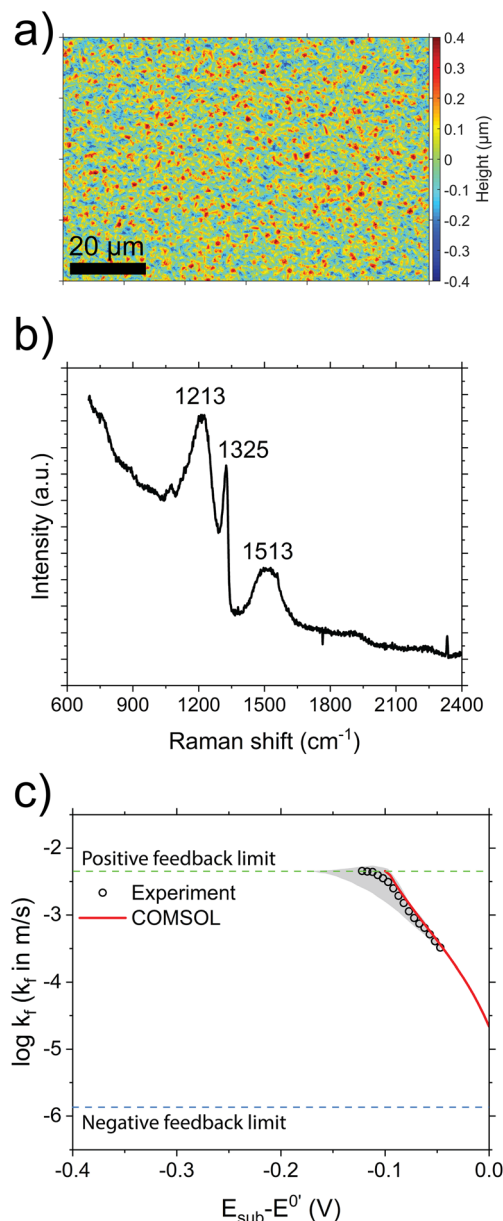 a)
20 µm
0.4
0.3
0.2
0.1
0
-0.1
-0.2
-0.3
-0.4
Height (µm)
b)
1213
1325
1513
Intensity (a.u.)
600 900 1200 1500 1800 2100 2400
Raman shift (cm⁻¹)
c)
-2
-3
-4
-5
-6
log k_f (k_f in m/s)
Positive feedback limit
Experiment
COMSOL
Negative feedback limit
-0.4 -0.3 -0.2 -0.1 0.0
E_sub-E^0' (V)